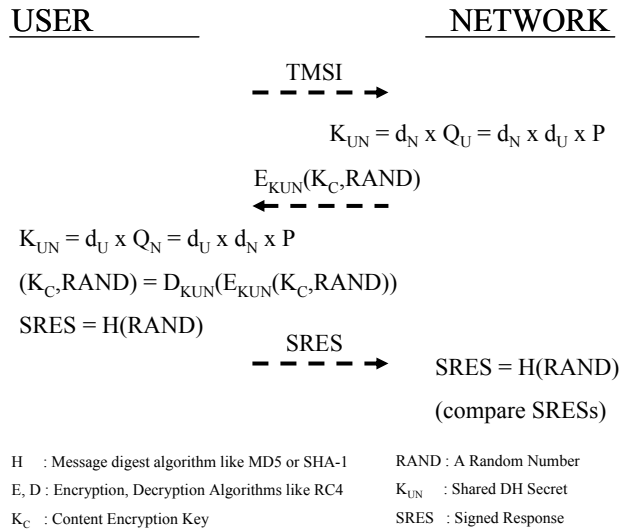 USER NETWORK
TMSI
K_UN = d_N x Q_U = d_N x d_U x P
E_KUN(K_C,RAND)
K_UN = d_U x Q_N = d_U x d_N x P
(K_C,RAND) = D_KUN(E_KUN(K_C,RAND))
SRES = H(RAND)
SRES
SRES = H(RAND)
(compare SRESs)
H : Message digest algorithm like MD5 or SHA-1
E, D : Encryption, Decryption Algorithms like RC4
K_C : Content Encryption Key
RAND : A Random Number
K_UN : Shared DH Secret
SRES : Signed Response